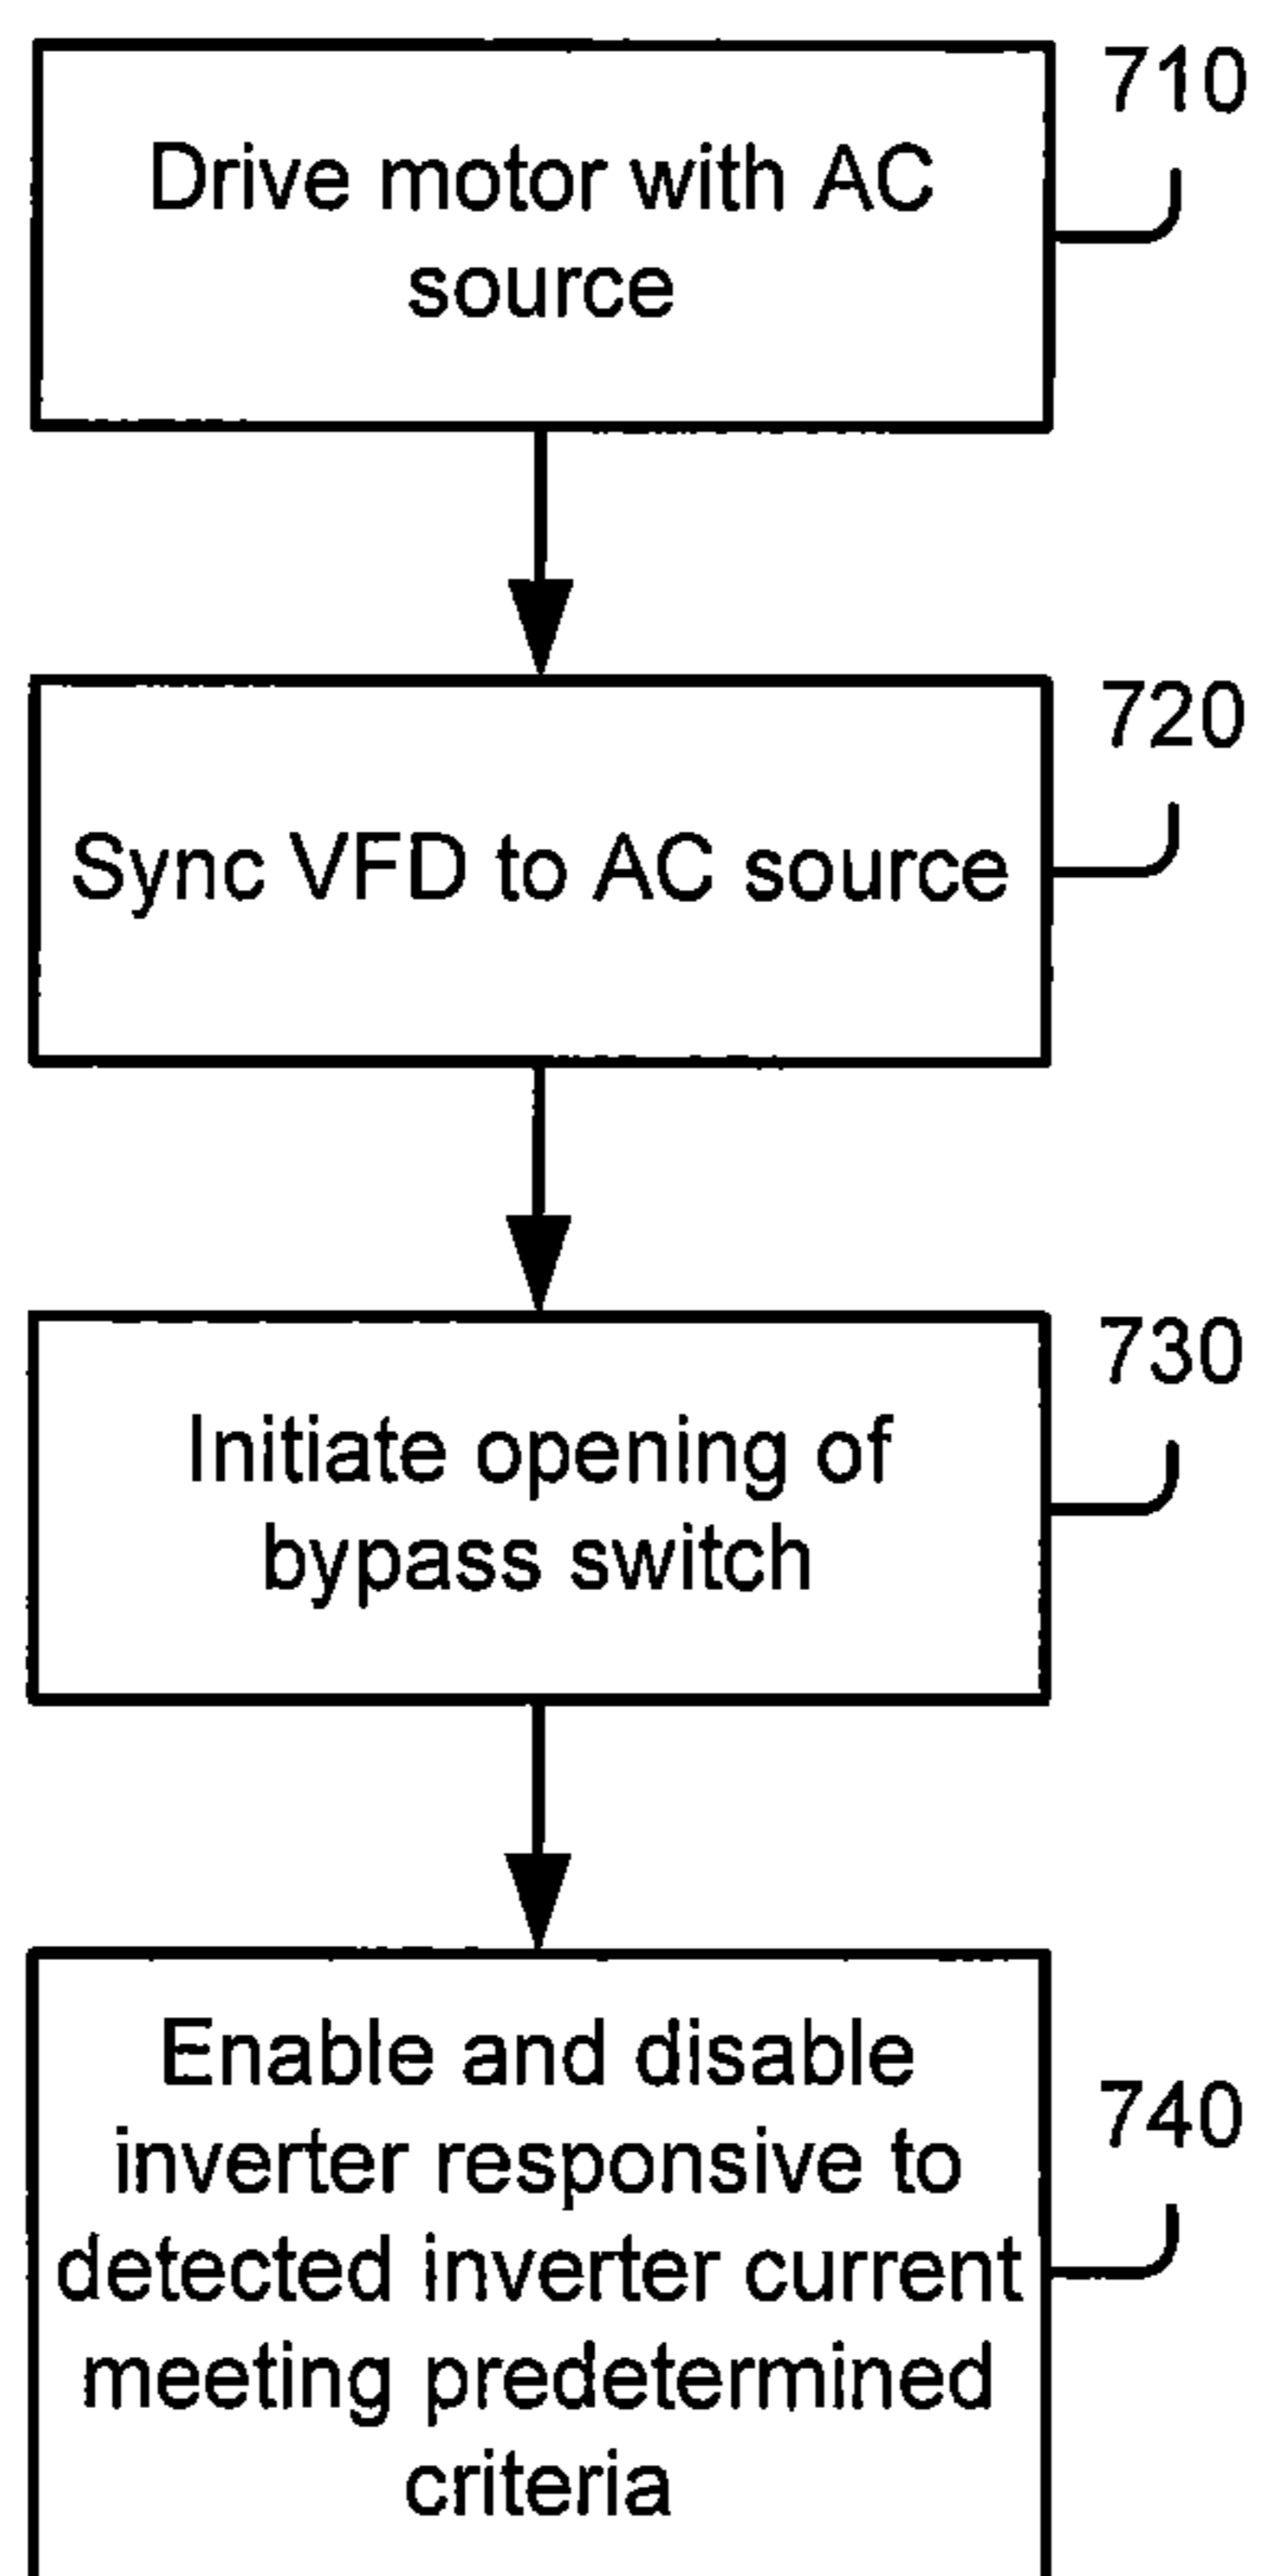 710
Drive motor with AC
source
720
Sync VFD to AC source
730
Initiate opening of
bypass switch
740
Enable and disable
inverter responsive to
detected inverter current
meeting predetermined
criteria